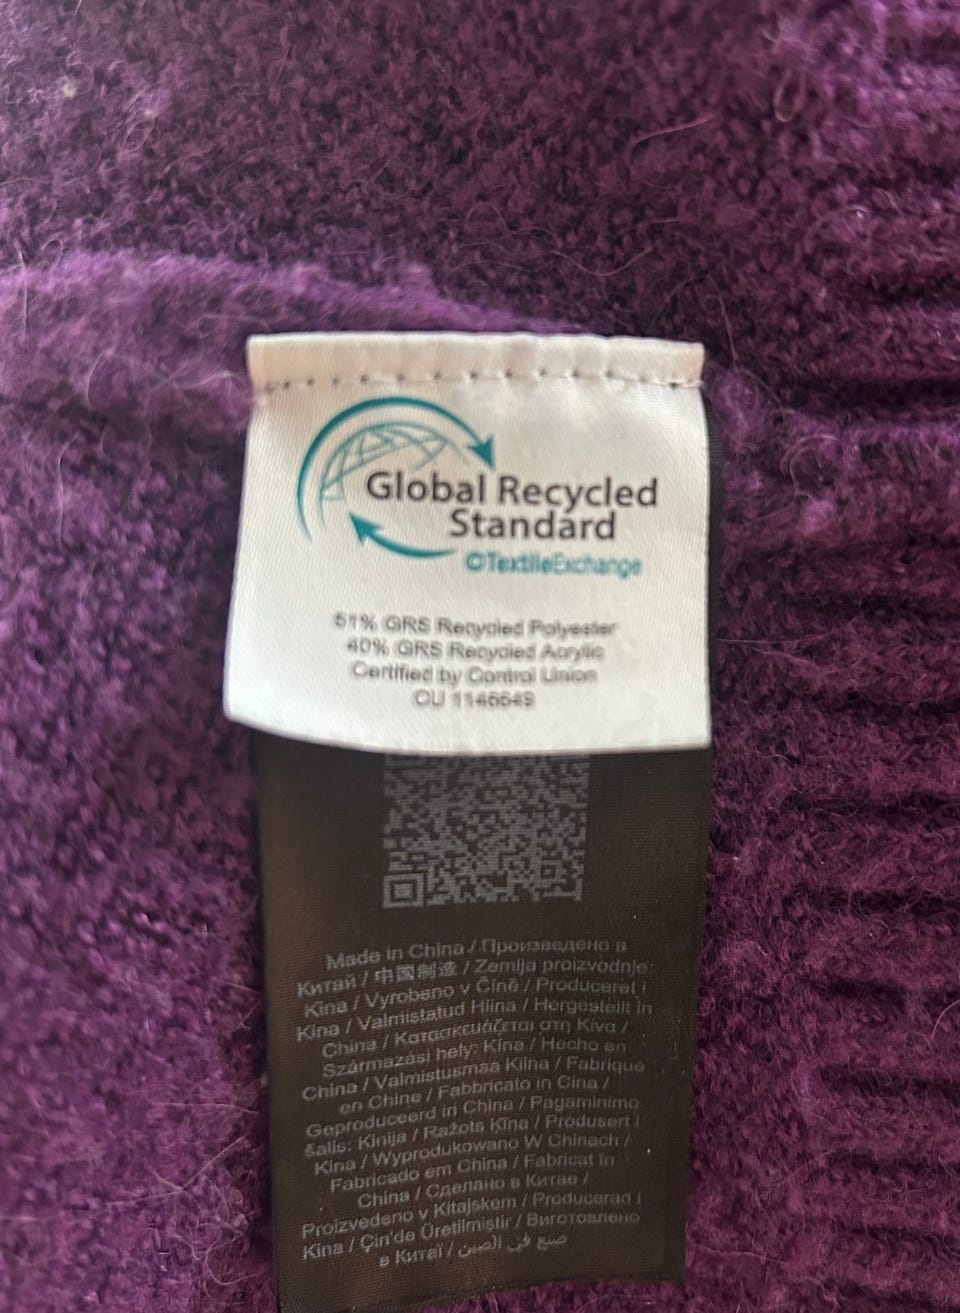 Global Recycled
Standard
©TextileExchange
51% GRS Recycled Polyester
40% GRS Recycled Acrylic
Certified by Control Union
CU 1146649
Made in China / Произведено в
Китай / 中国制造 / Zemlja proizvodnje:
Kina / Vyrobeno v Číně / Produceret i
Kina / Valmistatud Hiina / Hergestellt in
China / Κατασκευάζεται στη Κίνα /
Származási hely: Kína / Hecho en
China / Valmistusmaa Kiina / Fabriqué
en Chine / Fabbricato in Cina /
Geproduceerd in China / Pagaminimo
šalis: Kinija / Ražots Ķīna / Produsert i
Kina / Wyprodukowano W Chinach /
Fabricado em China / Fabricat în
China / Сделано в Китае /
Proizvedeno v Kitajskem / Producerad i
Kina / Çin'de Üretilmiştir / Виготовлено
в Китаї / صنع في الصين